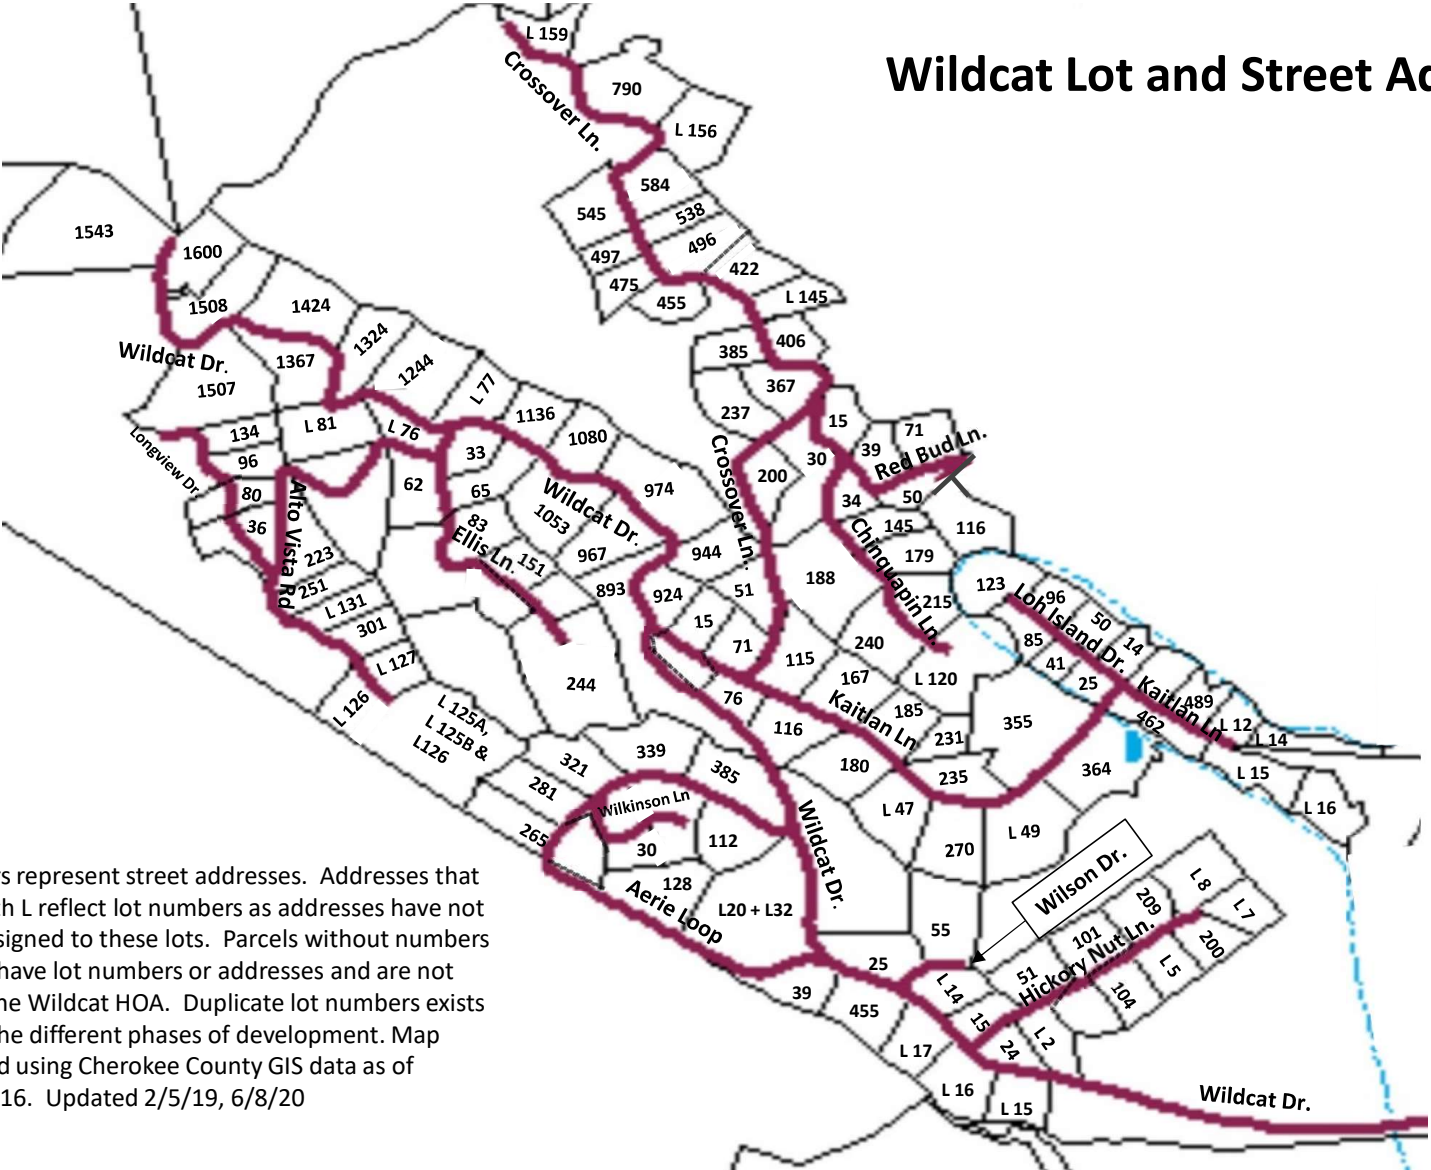 Wildcat Lot and Street Ad
L 159
Crossover Ln.
790
L 156
584
545
538
496
497
422
475
455
L 145
1543
1600
1508
1424
406
385
1324
1367
Wildcat Dr.
1244
367
1507
L 77
237
15
1136
71
L 81
L 76
1080
39
Red Bud Ln.
134
33
30
Longview Dr.
96
Crossover Ln..
200
62
65
974
34
50
80
Alto Vista Rd
Wildcat Dr.
1053
36
83
145
116
Chinquapin Ln.
Ellis Ln.
151
967
944
179
223
188
251
893
924
51
123
96
Loh Island Dr.
L 131
215
15
50
301
71
240
85
14
L 127
115
41
167
L 120
25
244
76
Kaitlan Ln
185
Kaitlan Ln
489
L 126
L 125A,
L 125B &
L126
116
231
355
462
L 12
L 14
339
321
385
180
235
364
L 15
281
Wilkinson Ln
L 47
L 16
265
30
112
Wildcat Dr.
270
L 49
128
L20 + L32
Wilson Dr.
L 8
209
L 7
Aerie Loop
55
101
Hickory Nut Ln.
200
25
51
L 5
39
L 14
104
455
15
L 2
L 17
24
L 16
L 15
Wildcat Dr.
s represent street addresses. Addresses that
h L reflect lot numbers as addresses have not
signed to these lots. Parcels without numbers
have lot numbers or addresses and are not
ne Wildcat HOA. Duplicate lot numbers exists
he different phases of development. Map
d using Cherokee County GIS data as of
16. Updated 2/5/19, 6/8/20